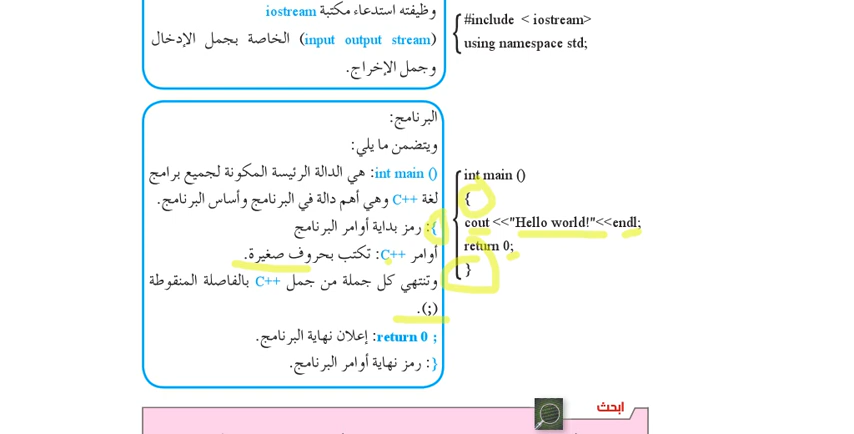 وظيفته استدعاء مكتبة iostream
(input output stream) الخاصة بجمل الإدخال
وجمل الإخراج.
#include < iostream>
using namespace std;
البرنامج:
ويتضمن ما يلي:
int main (): هي الدالة الرئيسة المكونة لجميع برامج
لغة C++ وهي أهم دالة في البرنامج وأساس البرنامج.
{: رمز بداية أوامر البرنامج
أوامر C++: تكتب بحروف صغيرة.
وتنتهي كل جملة من جمل C++ بالفاصلة المنقوطة
(;).
return 0 ;: إعلان نهاية البرنامج.
}: رمز نهاية أوامر البرنامج.
int main ()
{
cout <<"Hello world!"<<endl;
return 0;
}
ابحث